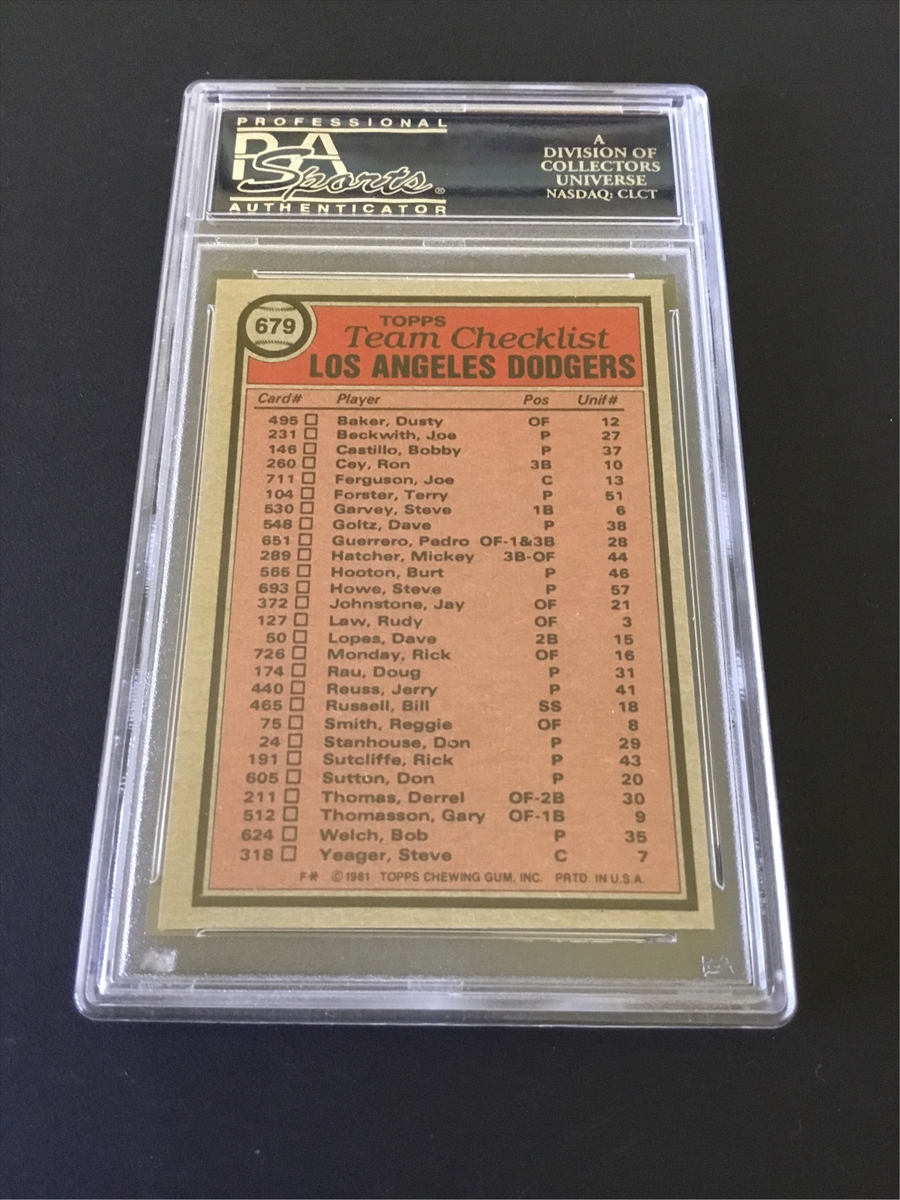 PROFESSIONAL
PSA
Sports®
AUTHENTICATOR
A
DIVISION OF
COLLECTORS
UNIVERSE
NASDAQ: CLCT
679
TOPPS
Team Checklist
LOS ANGELES DODGERS
Card# Player Pos Unif#
495 Baker, Dusty OF 12
231 Beckwith, Joe P 27
146 Castillo, Bobby P 37
260 Cey, Ron 3B 10
711 Ferguson, Joe C 13
104 Forster, Terry P 51
530 Garvey, Steve 1B 6
548 Goltz, Dave P 38
651 Guerrero, Pedro OF-1&3B 28
289 Hatcher, Mickey 3B-OF 44
565 Hooton, Burt P 46
693 Howe, Steve P 57
372 Johnstone, Jay OF 21
127 Law, Rudy OF 3
50 Lopes, Dave 2B 15
726 Monday, Rick OF 16
174 Rau, Doug P 31
440 Reuss, Jerry P 41
465 Russell, Bill SS 18
75 Smith, Reggie OF 8
24 Stanhouse, Don P 29
191 Sutcliffe, Rick P 43
605 Sutton, Don P 20
211 Thomas, Derrel OF-2B 30
512 Thomasson, Gary OF-1B 9
624 Welch, Bob P 35
318 Yeager, Steve C 7
F* ©1981 TOPPS CHEWING GUM, INC. PRTD. IN U.S.A.